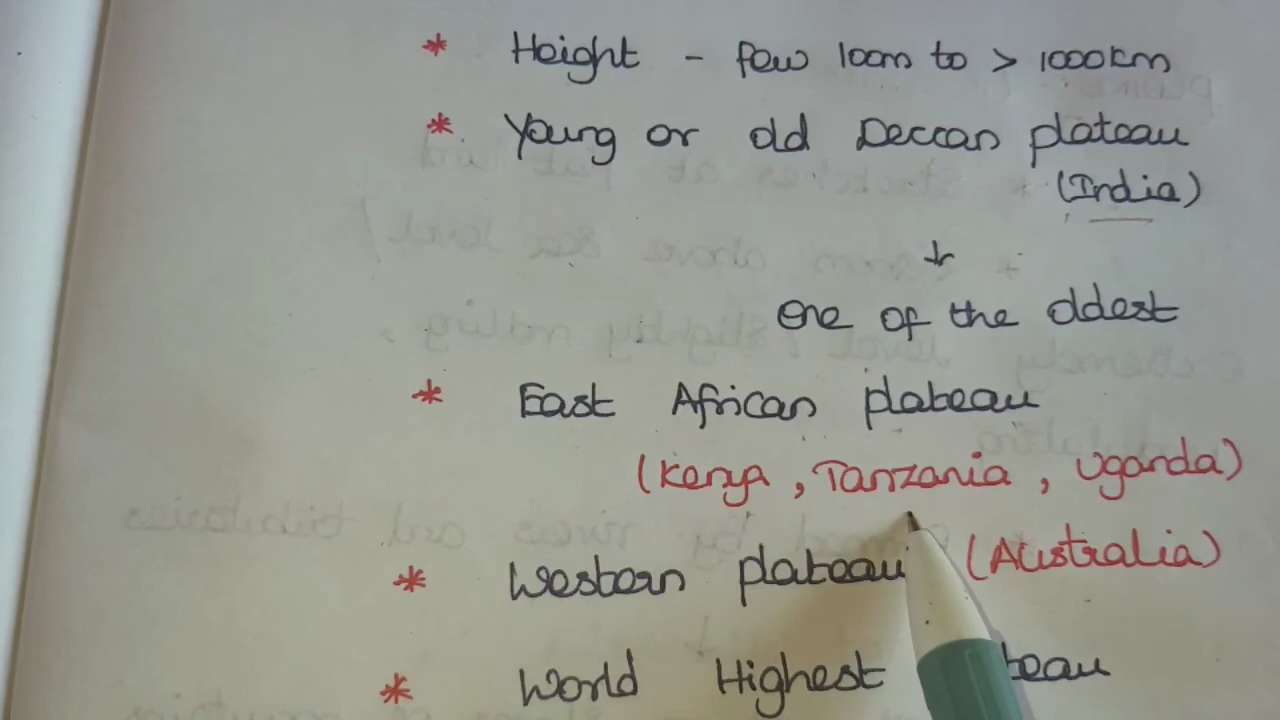 * Height - few 100m to > 1000km
* Young or old Deccan plateau
(India)
↓
one of the oldest
* East African plateau
(Kenya, Tanzania, Uganda)
* Western plateau (Australia)
* World Highest teau